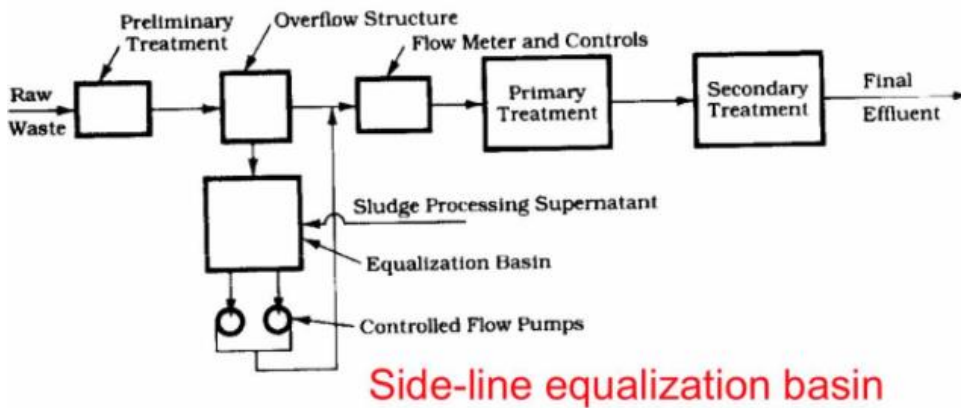 Preliminary
Treatment
Overflow Structure
Flow Meter and Controls
Raw
Waste
Primary
Treatment
Secondary
Treatment
Final
Effluent
Sludge Processing Supernatant
Equalization Basin
Controlled Flow Pumps
Side-line equalization basin